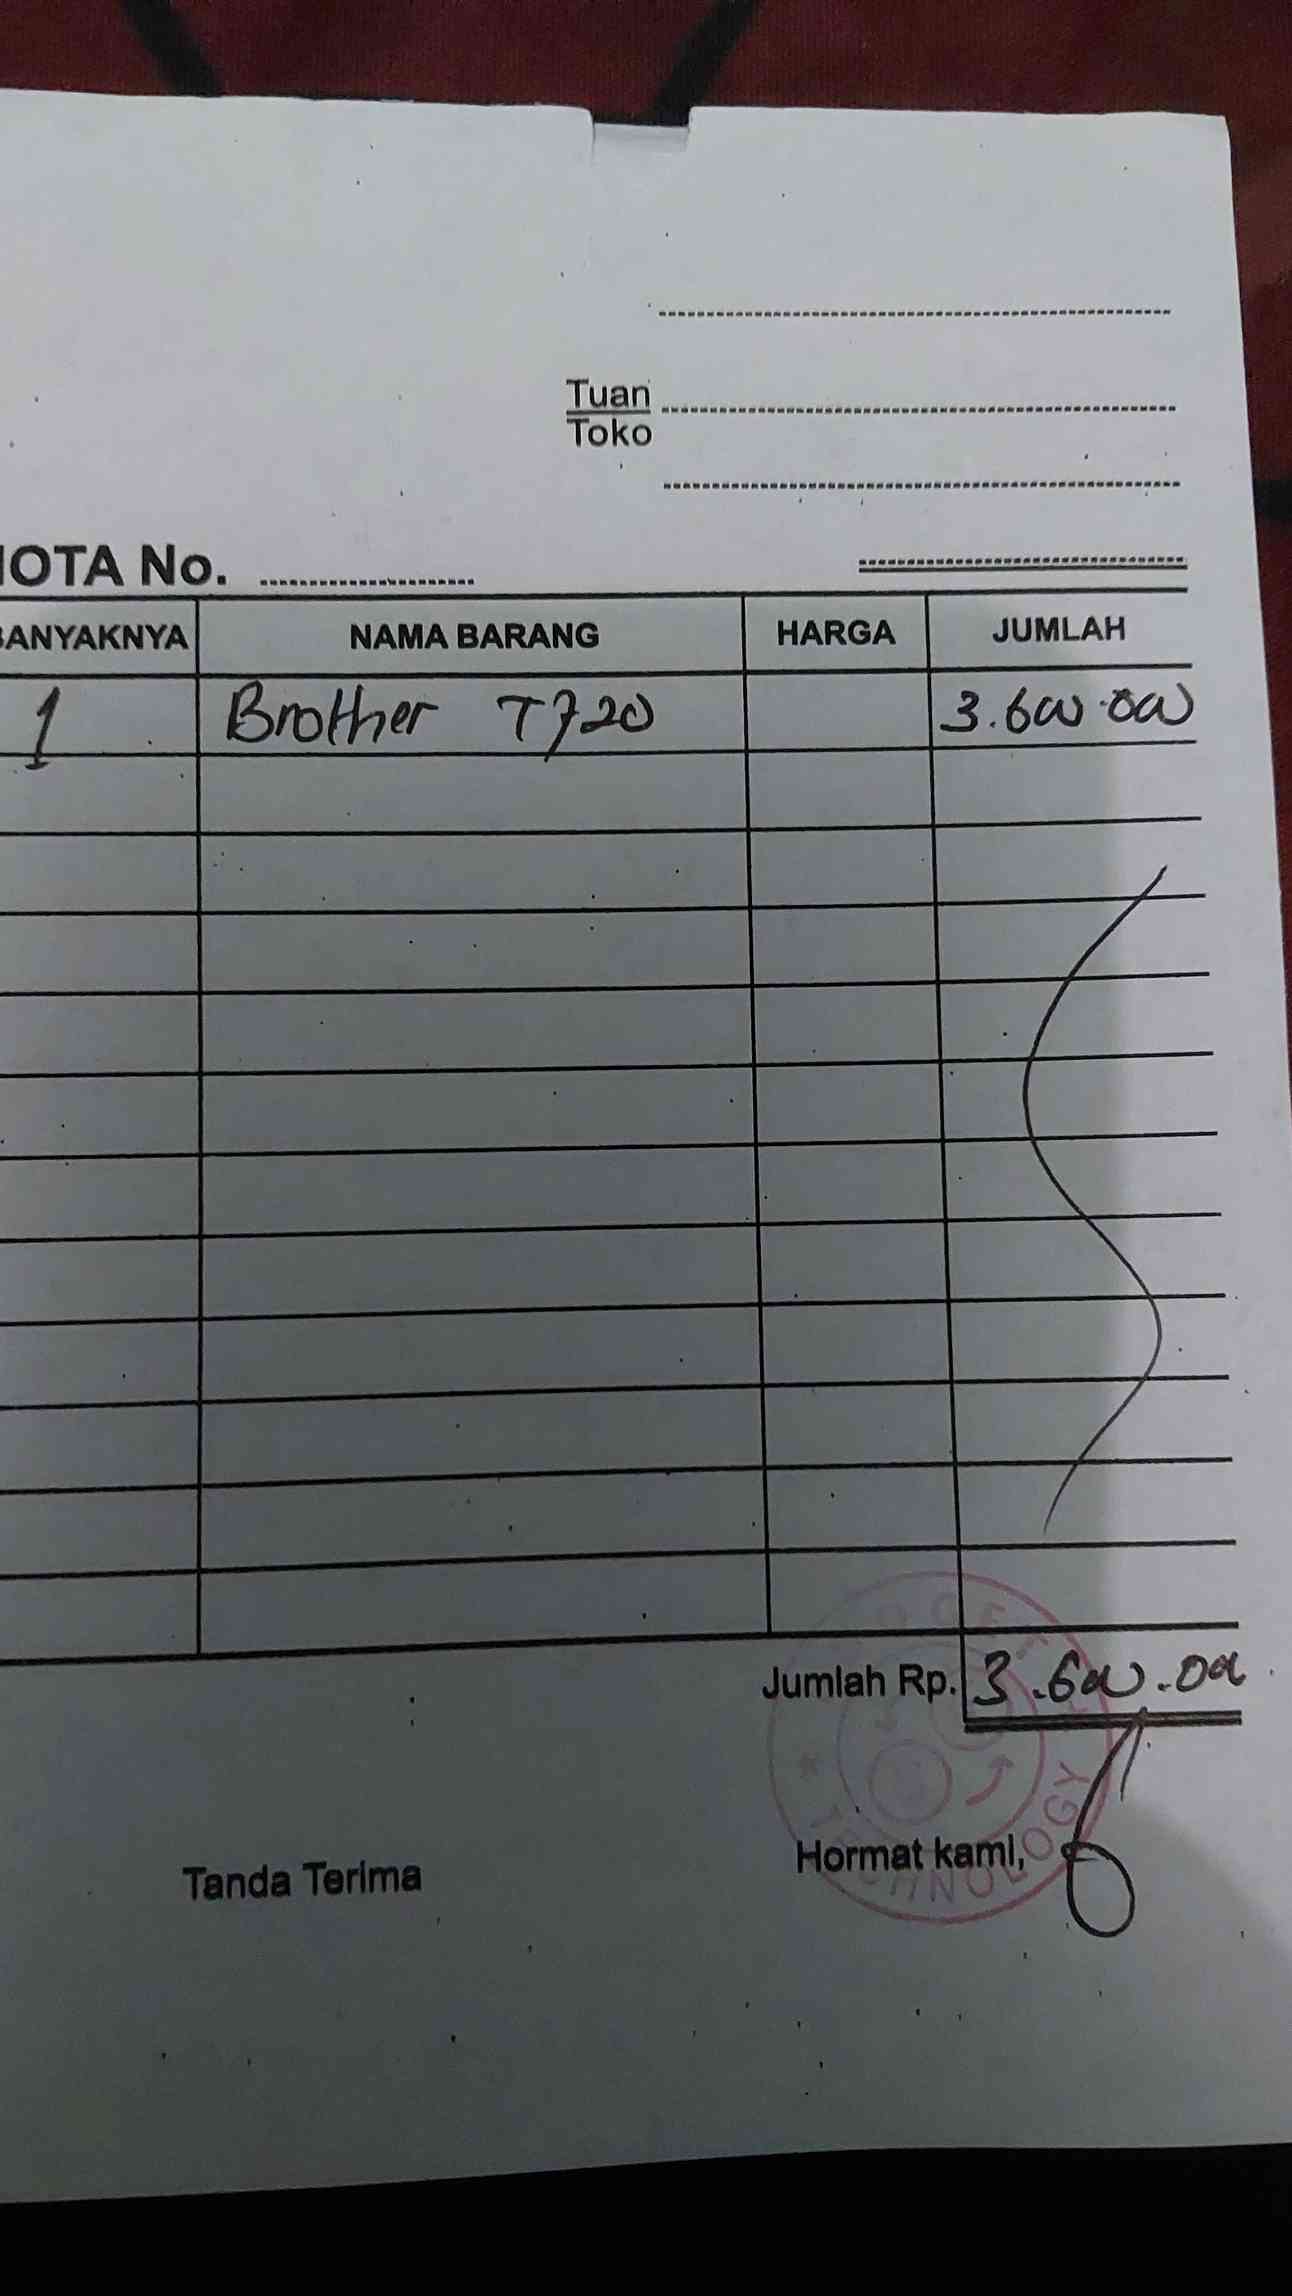 Tuan
Toko
NOTA No.
BANYAKNYA NAMA BARANG HARGA JUMLAH
1 Brother T720 3.600.000
Jumlah Rp. 3.600.000
Tanda Terima Hormat kami,
TECHNOLOGY